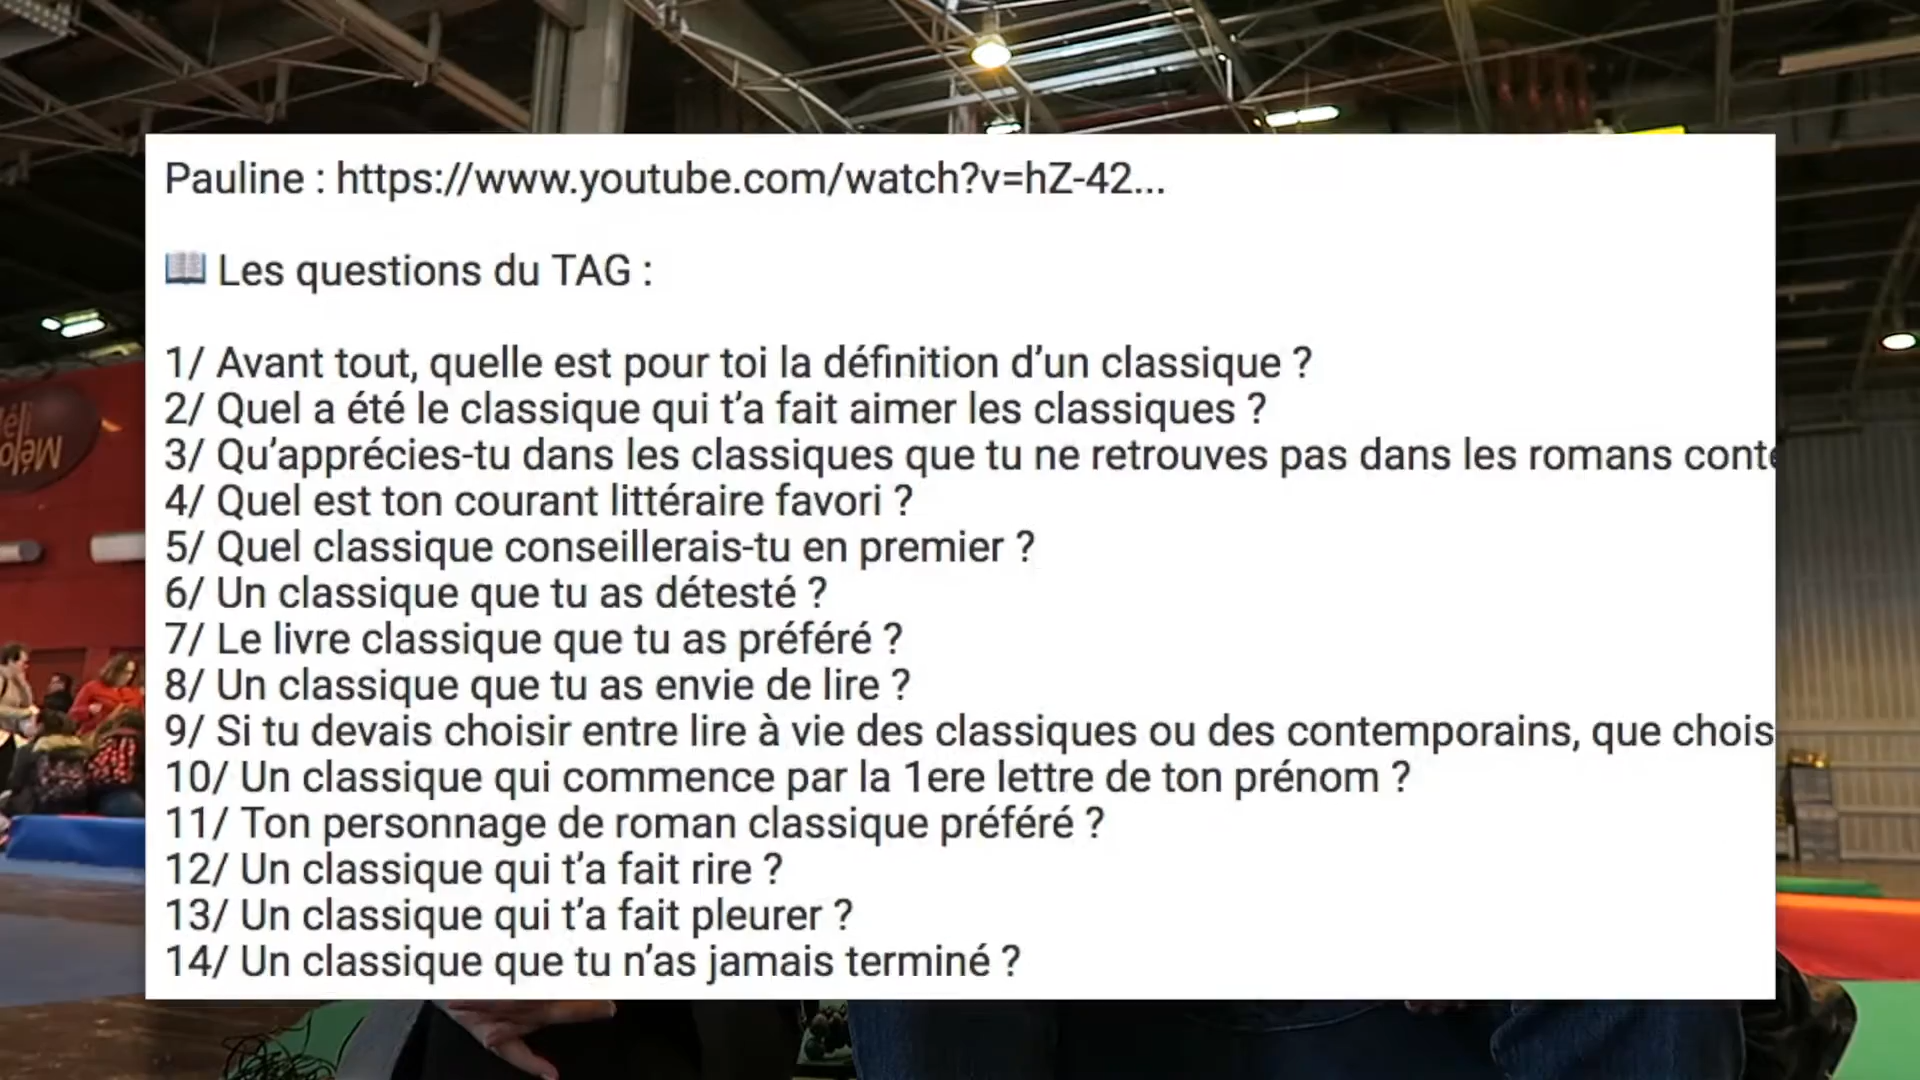 Pauline : https://www.youtube.com/watch?v=hZ-42...
📖 Les questions du TAG :
1/ Avant tout, quelle est pour toi la définition d’un classique ?
2/ Quel a été le classique qui t’a fait aimer les classiques ?
3/ Qu’apprécies-tu dans les classiques que tu ne retrouves pas dans les romans conte
4/ Quel est ton courant littéraire favori ?
5/ Quel classique conseillerais-tu en premier ?
6/ Un classique que tu as détesté ?
7/ Le livre classique que tu as préféré ?
8/ Un classique que tu as envie de lire ?
9/ Si tu devais choisir entre lire à vie des classiques ou des contemporains, que chois
10/ Un classique qui commence par la 1ere lettre de ton prénom ?
11/ Ton personnage de roman classique préféré ?
12/ Un classique qui t’a fait rire ?
13/ Un classique qui t’a fait pleurer ?
14/ Un classique que tu n’as jamais terminé ?